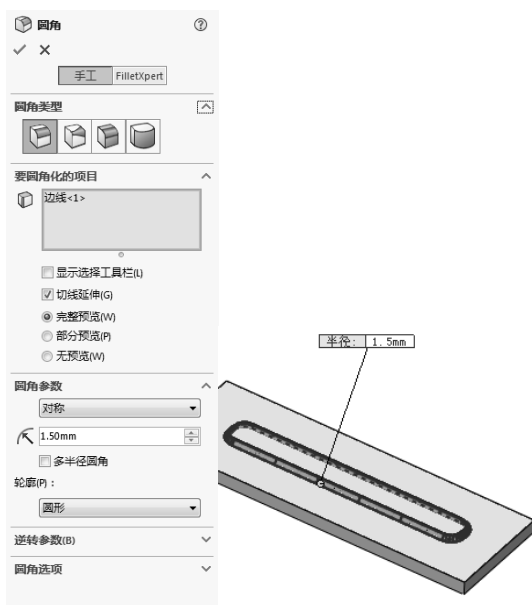 圆角
手工 FilletXpert
圆角类型
要圆角化的项目
边线<1>
显示选择工具栏(L)
切线延伸(G)
完整预览(W)
部分预览(P)
无预览(W)
圆角参数
对称
1.50mm
多半径圆角
轮廓(P)：
圆形
逆转参数(B)
圆角选项
半径: 1.5mm